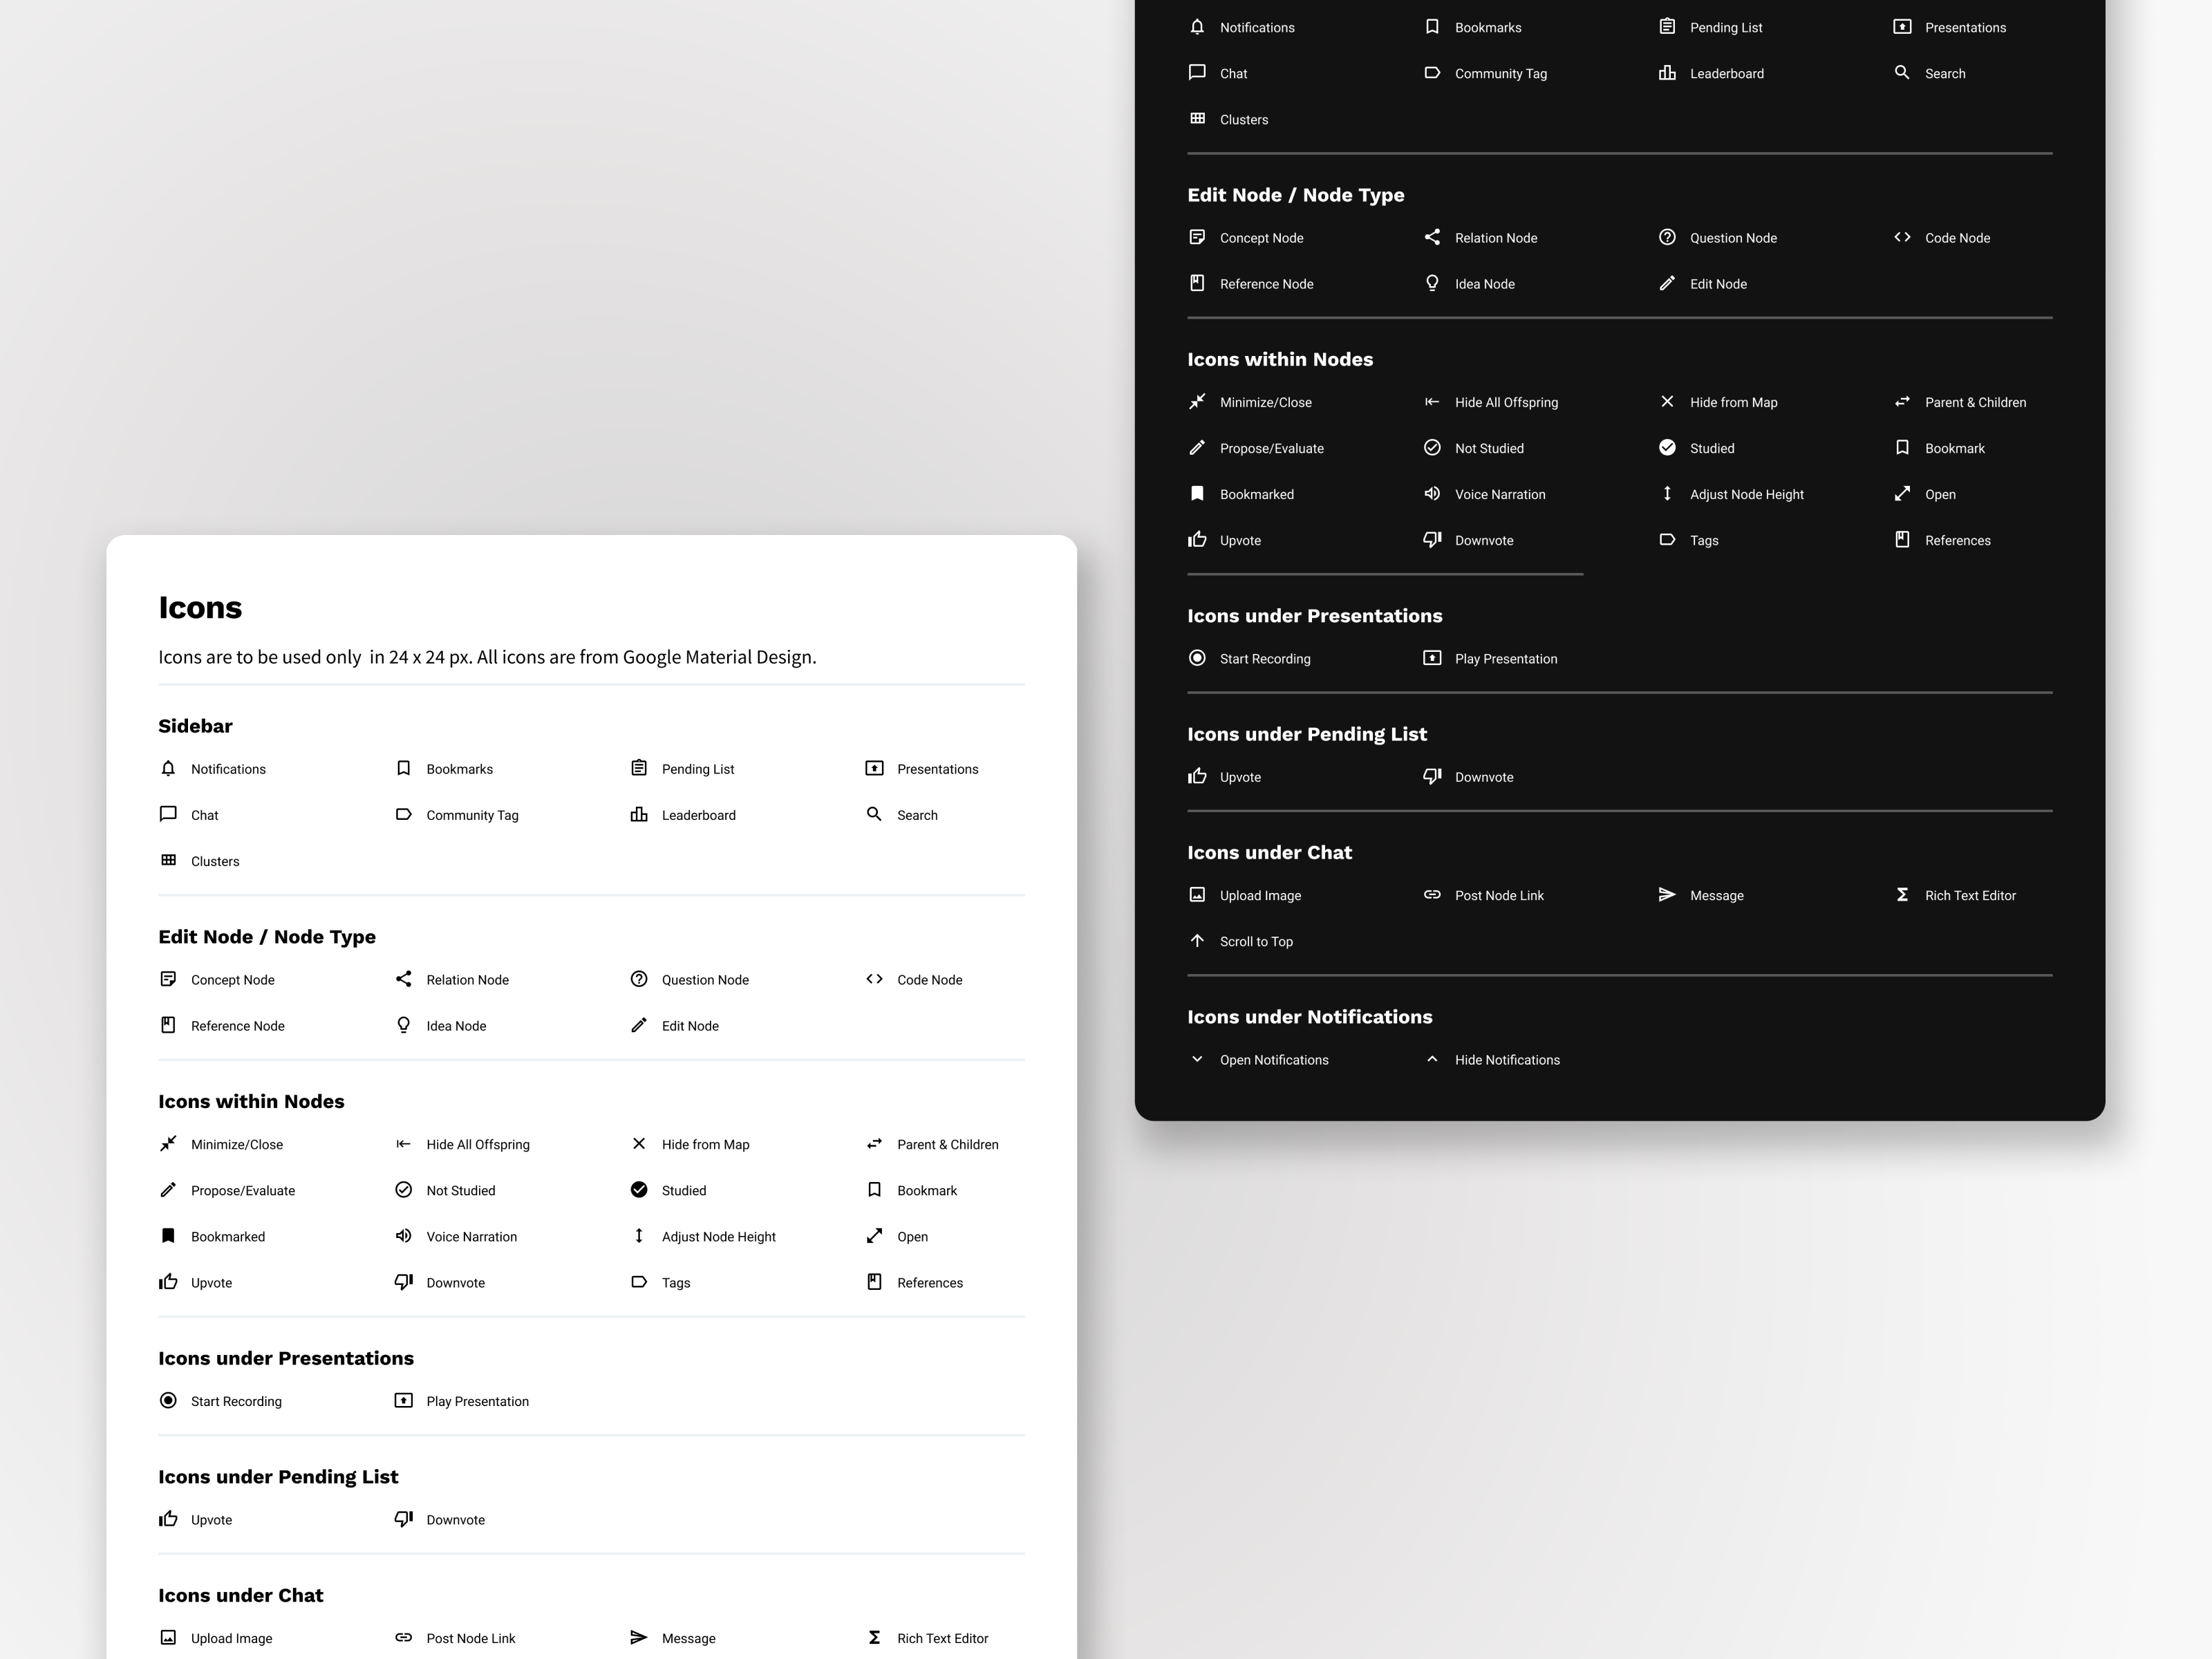 Icons
Icons are to be used only  in 24 x 24 px. All icons are from Google Material Design.
Sidebar
Notifications Bookmarks Pending List Presentations
Chat Community Tag Leaderboard Search
Clusters
Edit Node / Node Type
Concept Node Relation Node Question Node Code Node
Reference Node Idea Node Edit Node
Icons within Nodes
Minimize/Close Hide All Offspring Hide from Map Parent & Children
Propose/Evaluate Not Studied Studied Bookmark
Bookmarked Voice Narration Adjust Node Height Open
Upvote Downvote Tags References
Icons under Presentations
Start Recording Play Presentation
Icons under Pending List
Upvote Downvote
Icons under Chat
Upload Image Post Node Link Message Rich Text Editor
Notifications Bookmarks Pending List Presentations
Chat Community Tag Leaderboard Search
Clusters
Edit Node / Node Type
Concept Node Relation Node Question Node Code Node
Reference Node Idea Node Edit Node
Icons within Nodes
Minimize/Close Hide All Offspring Hide from Map Parent & Children
Propose/Evaluate Not Studied Studied Bookmark
Bookmarked Voice Narration Adjust Node Height Open
Upvote Downvote Tags References
Icons under Presentations
Start Recording Play Presentation
Icons under Pending List
Upvote Downvote
Icons under Chat
Upload Image Post Node Link Message Rich Text Editor
Scroll to Top
Icons under Notifications
Open Notifications Hide Notifications